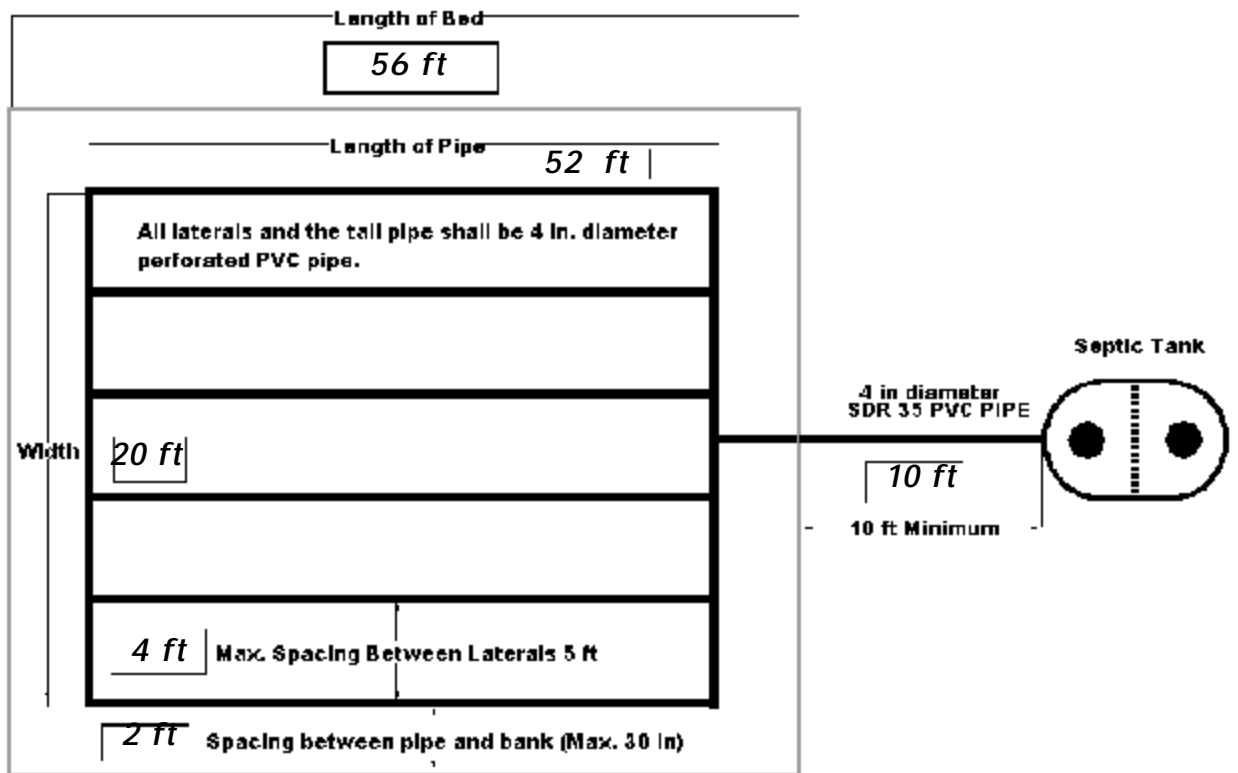 Length of Bed
56 ft
Length of Pipe
52 ft
All laterals and the tail pipe shall be 4 in. diameter
perforated PVC pipe.
Septic Tank
4 in diameter
SDR 35 PVC PIPE
Width
20 ft
10 ft
10 ft Minimum
4 ft
Max. Spacing Between Laterals 5 ft
2 ft
Spacing between pipe and bank (Max. 30 in)